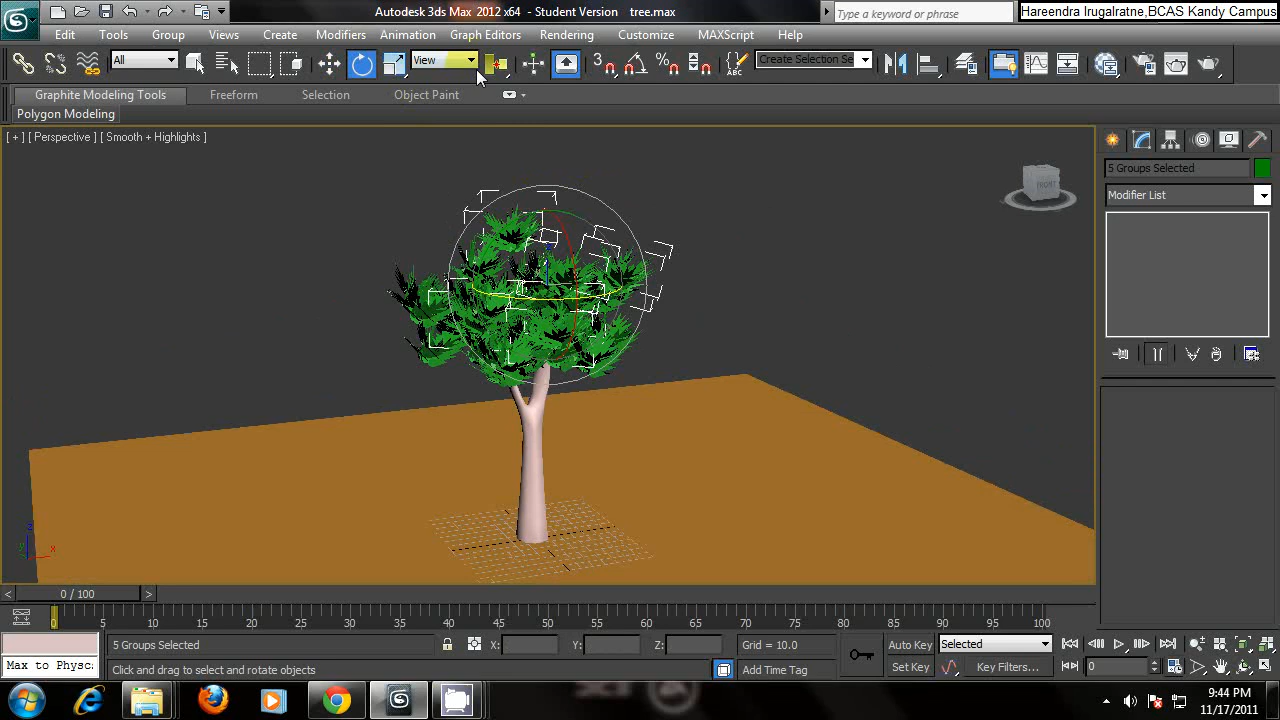 Autodesk 3ds Max 2012 x64 - Student Version tree.max
Type a keyword or phrase
Hareendra Irugalratne,BCAS Kandy Campus
Edit Tools Group Views Create Modifiers Animation Graph Editors Rendering Customize MAXScript Help
All
View
3
Create Selection Se
Graphite Modeling Tools Freeform Selection Object Paint
Polygon Modeling
[ + ] [ Perspective ] [ Smooth + Highlights ]
FRONT
5 Groups Selected
Modifier List
z
y
x
< 0 / 100 >
0 5 10 15 20 25 30 35 40 45 50 55 60 65 70 75 80 85 90 95 100
5 Groups Selected
X:
Y:
Z:
Grid = 10.0
Auto Key
Selected
Max to Physc
Click and drag to select and rotate objects
Add Time Tag
Set Key
Key Filters...
0
9:44 PM
11/17/2011